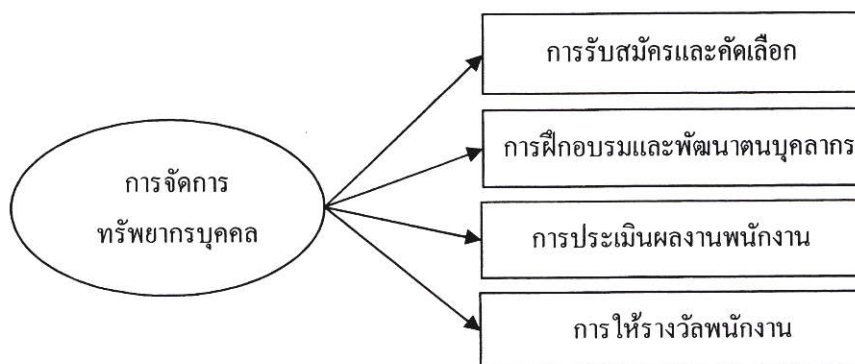 การรับสมัครและคัดเลือก
การฝึกอบรมและพัฒนาตนบุคลากร
การจัดการ
ทรัพยากรบุคคล
การประเมินผลงานพนักงาน
การให้รางวัลพนักงาน